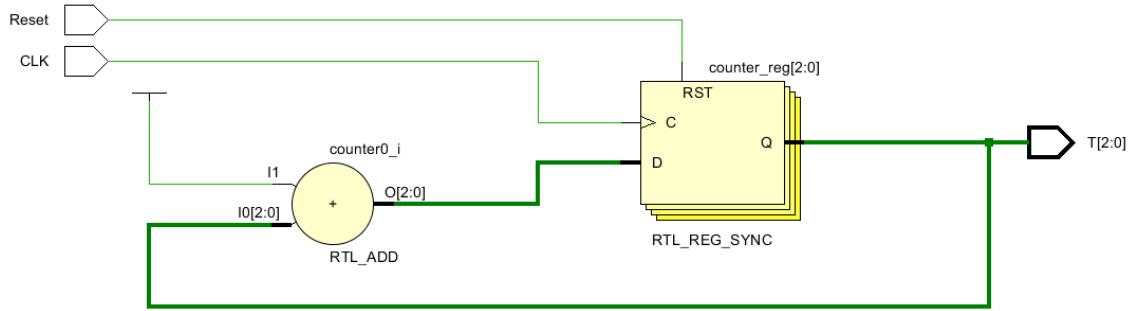 Reset
CLK
counter_reg[2:0]
RST
C
D
Q
RTL_REG_SYNC
T[2:0]
counter0_i
I1
I0[2:0]
+
O[2:0]
RTL_ADD